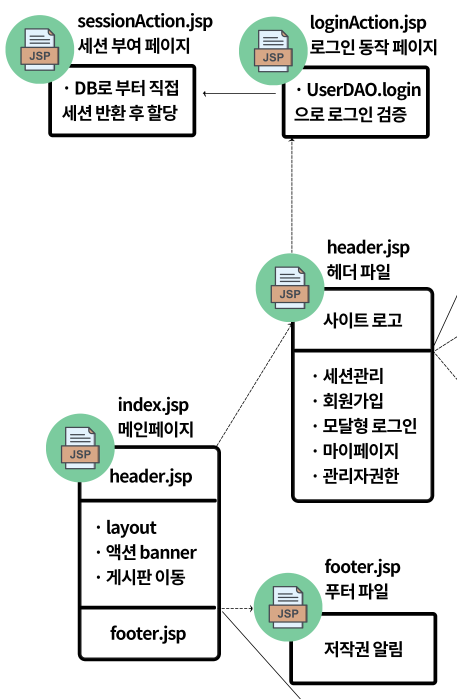 sessionAction.jsp
세션 부여 페이지
JSP
· DB로 부터 직접
세션 반환 후 할당
loginAction.jsp
로그인 동작 페이지
JSP
· UserDAO.login
으로 로그인 검증
header.jsp
헤더 파일
JSP
사이트 로고
· 세션관리
· 회원가입
· 모달형 로그인
· 마이페이지
· 관리자권한
index.jsp
메인페이지
JSP
header.jsp
· layout
· 액션 banner
· 게시판 이동
footer.jsp
footer.jsp
푸터 파일
JSP
저작권 알림